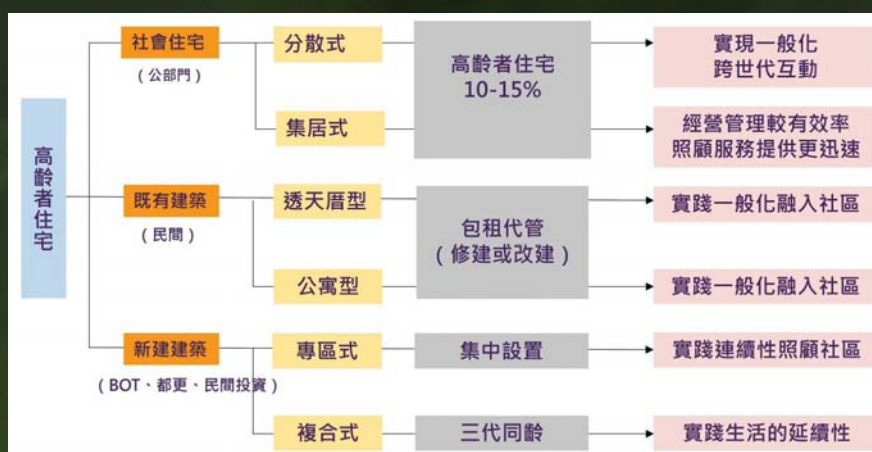 高齡者住宅
社會住宅
(公部門)
分散式
集居式
高齡者住宅
10-15%
實現一般化
跨世代互動
經營管理較有效率
照顧服務提供更迅速
既有建築
(民間)
透天厝型
公寓型
包租代管
(修建或改建)
實踐一般化融入社區
實踐一般化融入社區
新建建築
(BOT、都更、民間投資)
專區式
集中設置
實踐連續性照顧社區
複合式
三代同齡
實踐生活的延續性